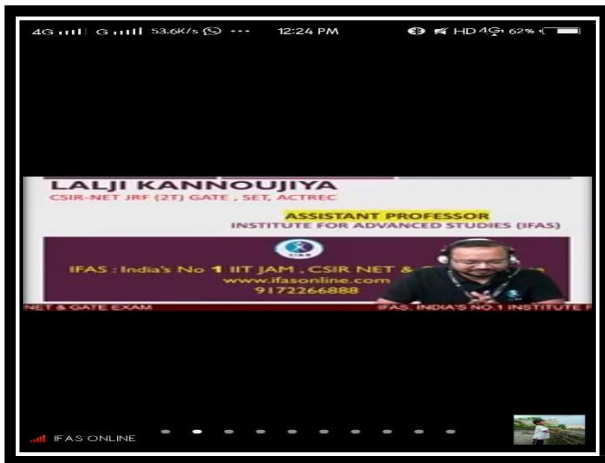 4G G 53.6K/s ... 12:24 PM HD 4G 62%
LALJI KANNOUJIYA
CSIR-NET JRF (2T) GATE , SET, ACTREC
ASSISTANT PROFESSOR
INSTITUTE FOR ADVANCED STUDIES (IFAS)
IFAS
IFAS : India's No 1 IIT JAM , CSIR NET &
www.ifasonline.com
9172266888
NET & GATE EXAM IFAS: INDIA'S NO.1 INSTITUTE F
IFAS ONLINE